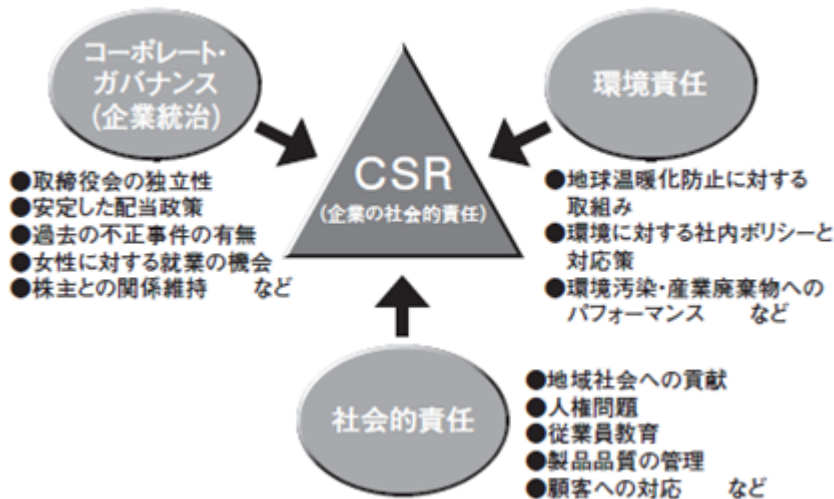 コーポレート・
ガバナンス
(企業統治)
●取締役会の独立性
●安定した配当政策
●過去の不正事件の有無
●女性に対する就業の機会
●株主との関係維持　など
CSR
(企業の社会的責任)
環境責任
●地球温暖化防止に対する
取組み
●環境に対する社内ポリシーと
対応策
●環境汚染・産業廃棄物への
パフォーマンス　など
社会的責任
●地域社会への貢献
●人権問題
●従業員教育
●製品品質の管理
●顧客への対応　など